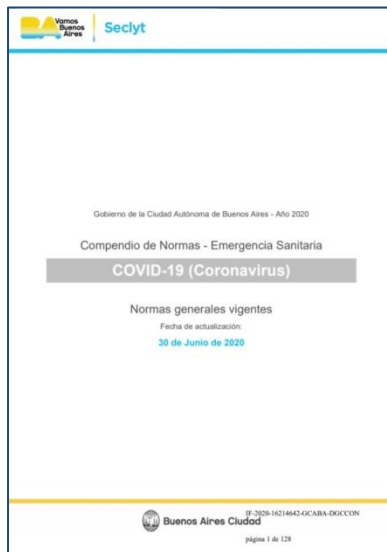 BA Vamos
Buenos
Aires
Seclyt
Gobierno de la Ciudad Autónoma de Buenos Aires - Año 2020
Compendio de Normas - Emergencia Sanitaria
COVID-19 (Coronavirus)
Normas generales vigentes
Fecha de actualización:
30 de Junio de 2020
IF-2020-16214642-GCABA-DGCCON
Buenos Aires Ciudad
página 1 de 128